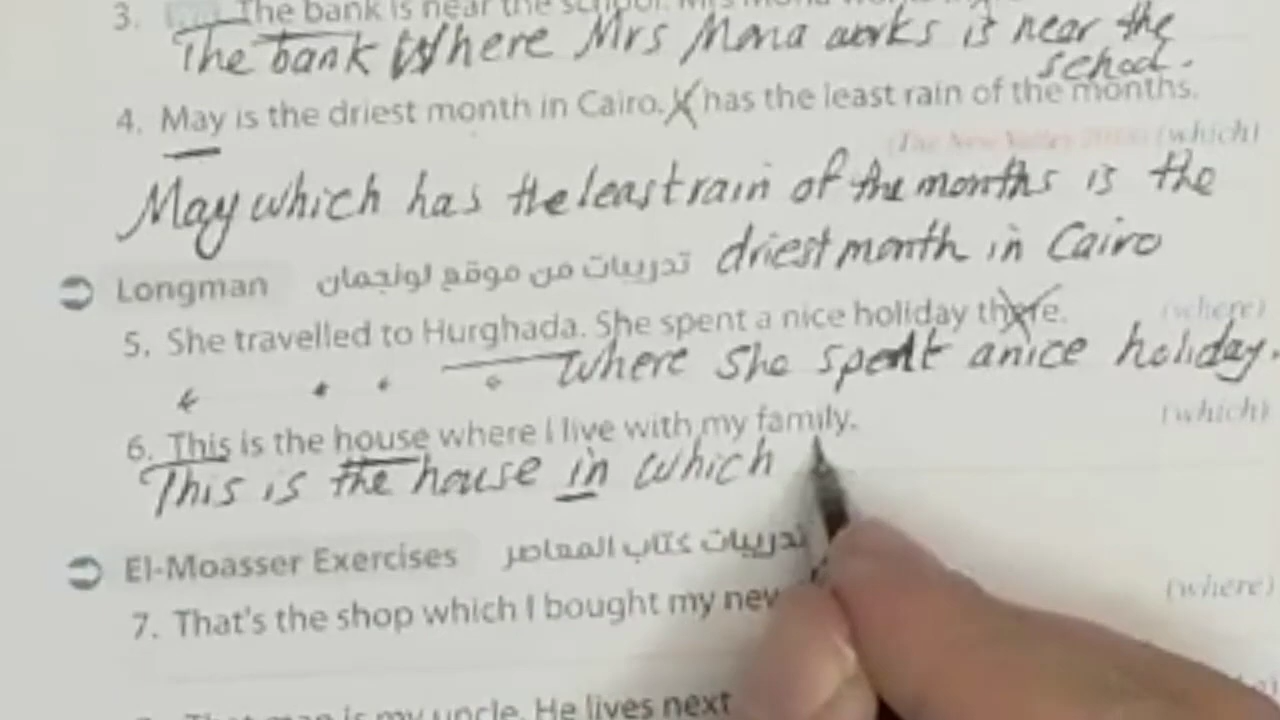 3. The bank is near the school. Mrs Mona works
The bank Where Mrs Mona works is near the
school.
4. May is the driest month in Cairo. X has the least rain of the months.
(which)
May which has the least rain of the months is the
driest month in Cairo
Longman تدريبات من موقع لونجمان
5. She travelled to Hurghada. She spent a nice holiday there. (where)
where She spent a nice holiday.
6. This is the house where I live with my family. (which)
This is the house in which
El-Moasser Exercises تدريبات كتاب المعاصر
7. That's the shop which I bought my new (where)
That man is my uncle. He lives next